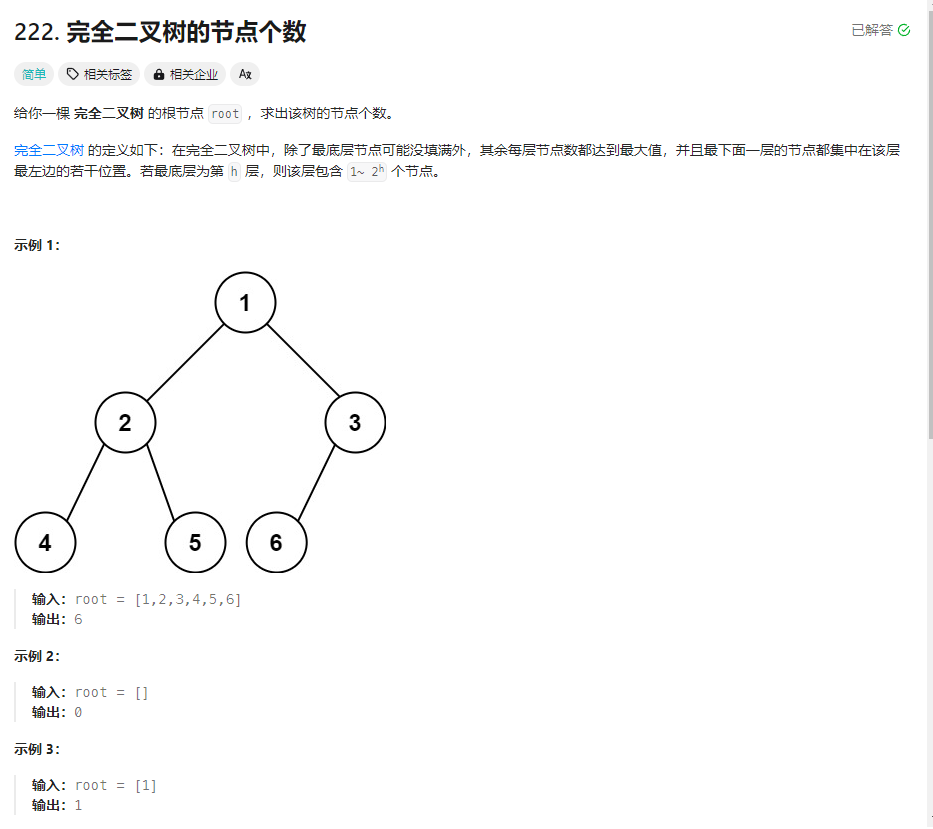 222. 完全二叉树的节点个数
已解答
简单 相关标签 相关企业 Aあ
给你一棵 完全二叉树 的根节点 root ，求出该树的节点个数。
完全二叉树 的定义如下：在完全二叉树中，除了最底层节点可能没填满外，其余每层节点数都达到最大值，并且最下面一层的节点都集中在该层
最左边的若干位置。若最底层为第 h 层，则该层包含 1~ 2ʰ 个节点。
示例 1：
1
2 3
4 5 6
输入：root = [1,2,3,4,5,6]
输出：6
示例 2：
输入：root = []
输出：0
示例 3：
输入：root = [1]
输出：1